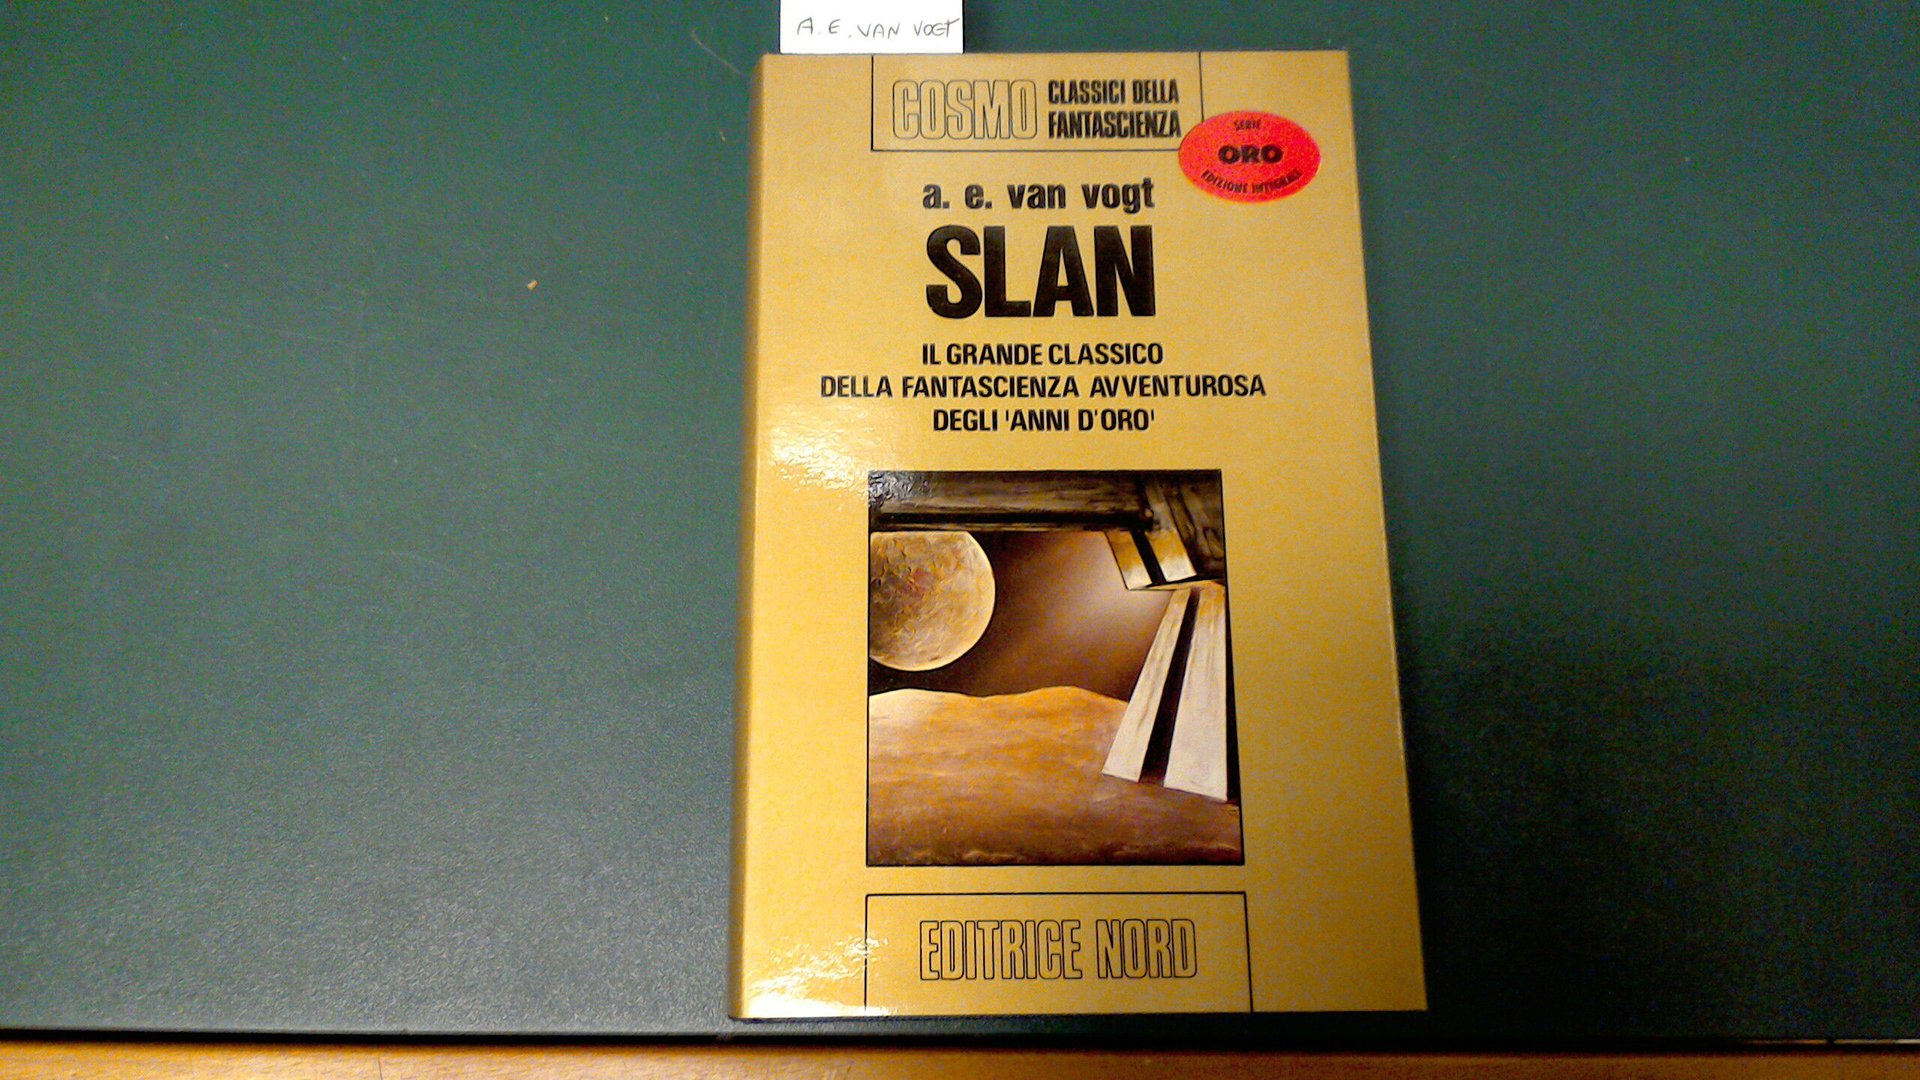 A. E. VAN VOGT
COSMO
CLASSICI DELLA
FANTASCIENZA
SERIE
ORO
EDIZIONE INTEGRALE
a. e. van vogt
SLAN
IL GRANDE CLASSICO
DELLA FANTASCIENZA AVVENTUROSA
DEGLI 'ANNI D'ORO'
EDITRICE NORD